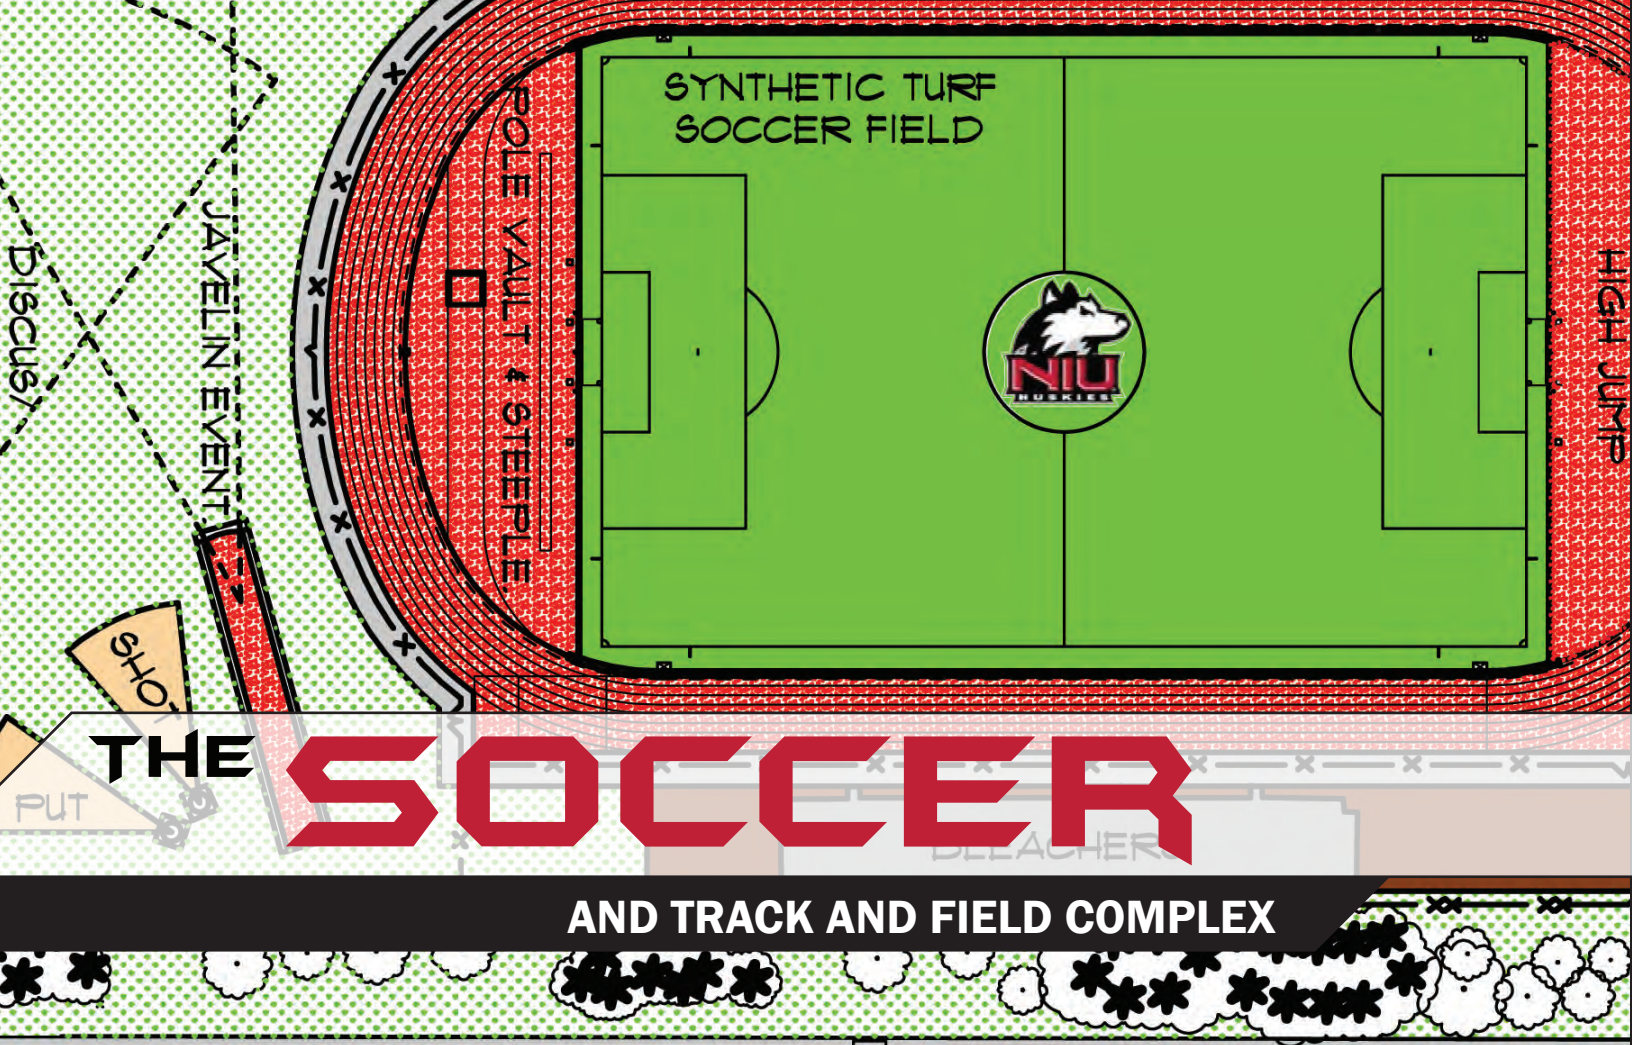 SYNTHETIC TURF
SOCCER FIELD
POLE VAULT & STEEPLE
JAVELIN EVENT
DISCUS/
HIGH JUMP
NIU
HUSKIES
SHOT
PUT
THE SOCCER
BLEACHERS
AND TRACK AND FIELD COMPLEX